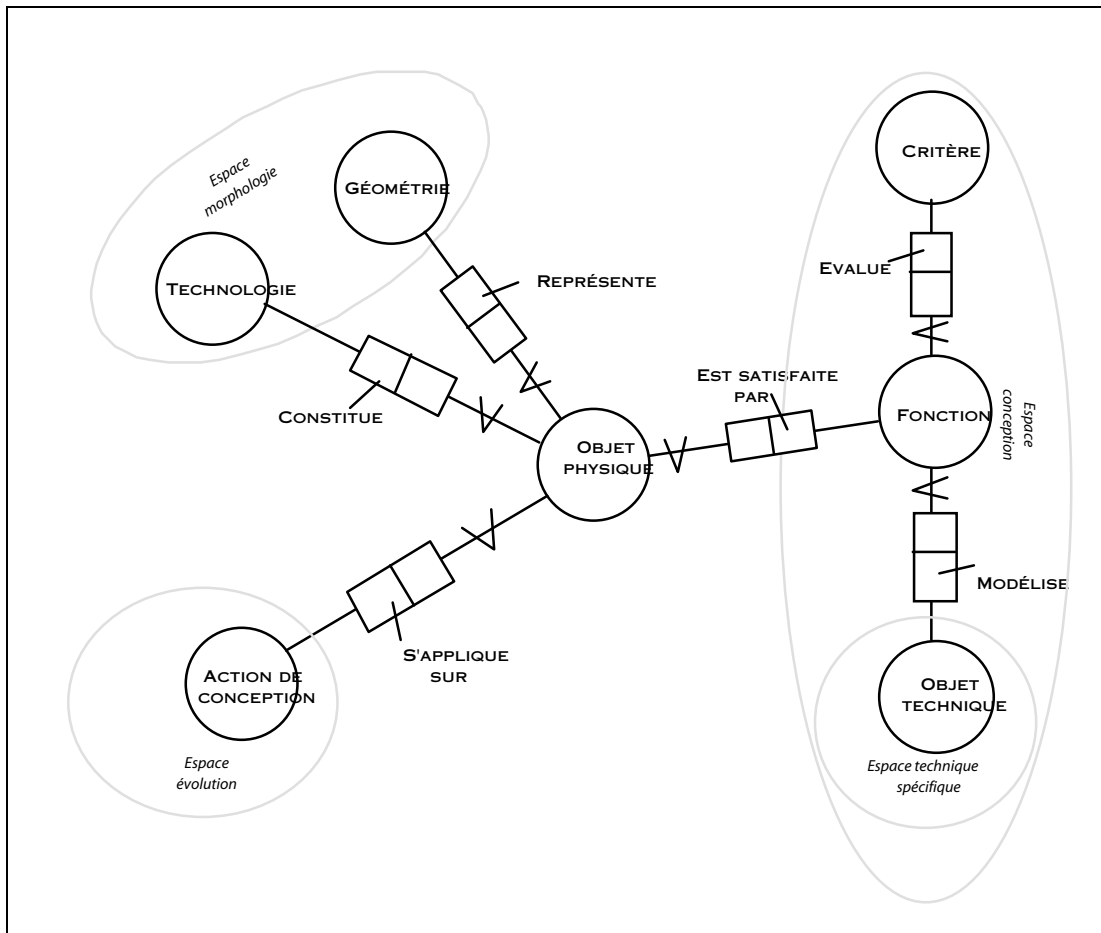 CRITÈRE
Espace
morphologie
GÉOMÉTRIE
EVALUE
REPRÉSENTE
TECHNOLOGIE
EST SATISFAITE
PAR
CONSTITUE
FONCTION
Espace
conception
OBJET
PHYSIQUE
MODÉLISE
S'APPLIQUE
SUR
ACTION DE
CONCEPTION
OBJET
TECHNIQUE
Espace
évolution
Espace technique
spécifique